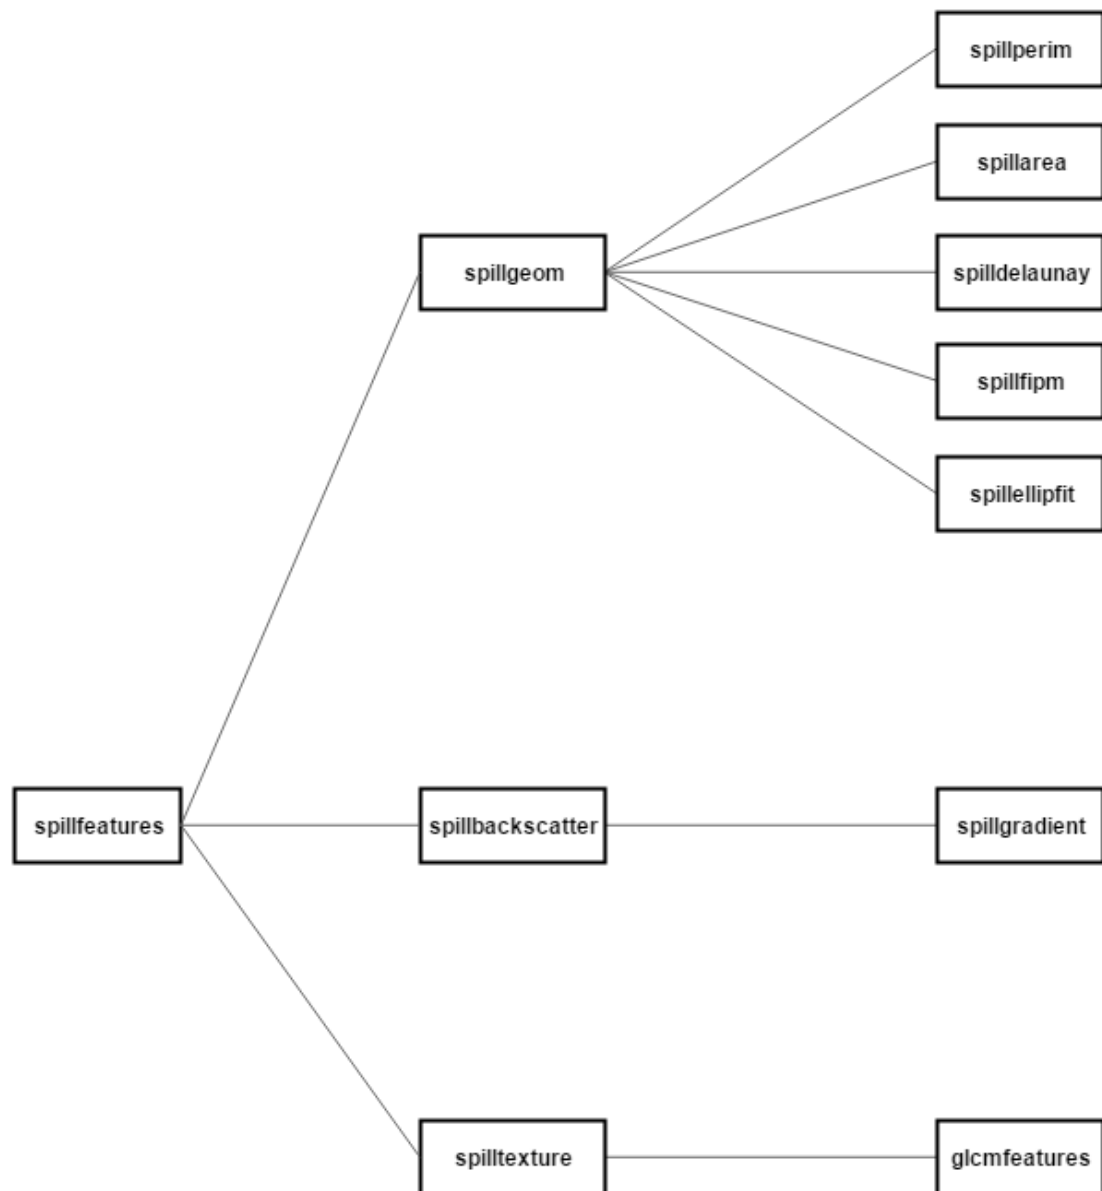 spillperim
spillarea
spillgeom
spilldelaunay
spillfipm
spillellipfit
spillfeatures
spillbackscatter
spillgradient
spilltexture
glcmfeatures